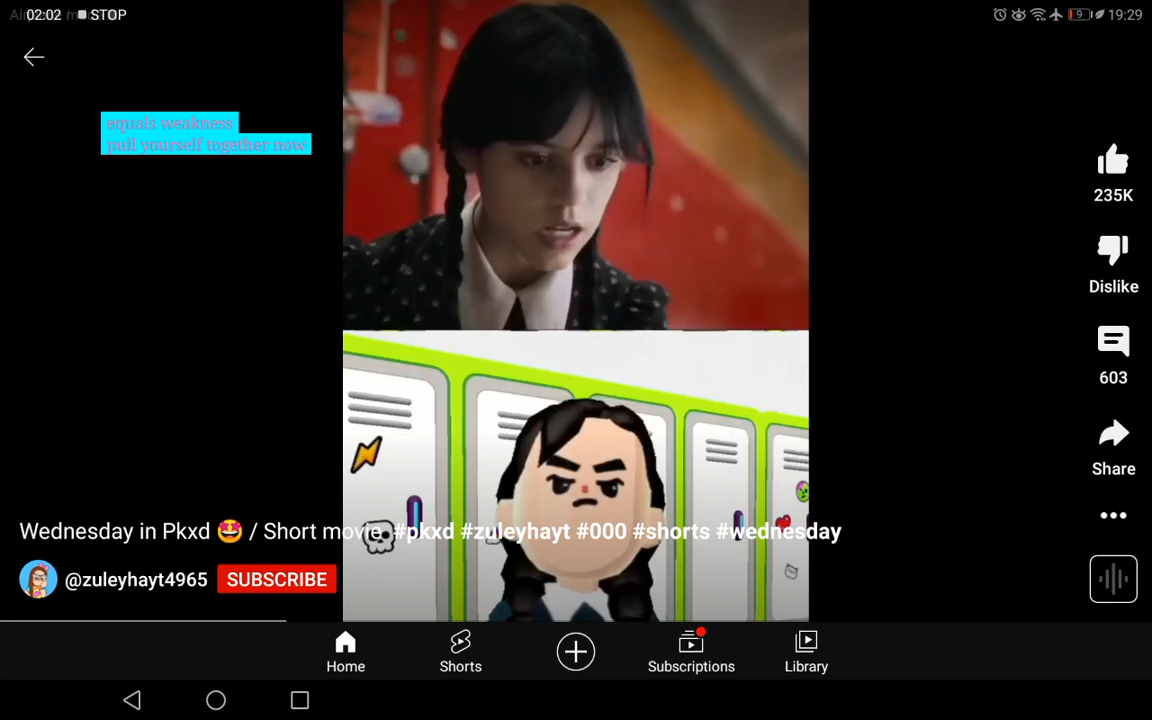 02:02 STOP
9 19:29
equals weakness
pull yourself together now
235K
Dislike
603
Share
Wednesday in Pkxd 🤩 / Short movie #pkxd #zuleyhayt #000 #shorts #wednesday
@zuleyhayt4965 SUBSCRIBE
Home
Shorts
Subscriptions
Library